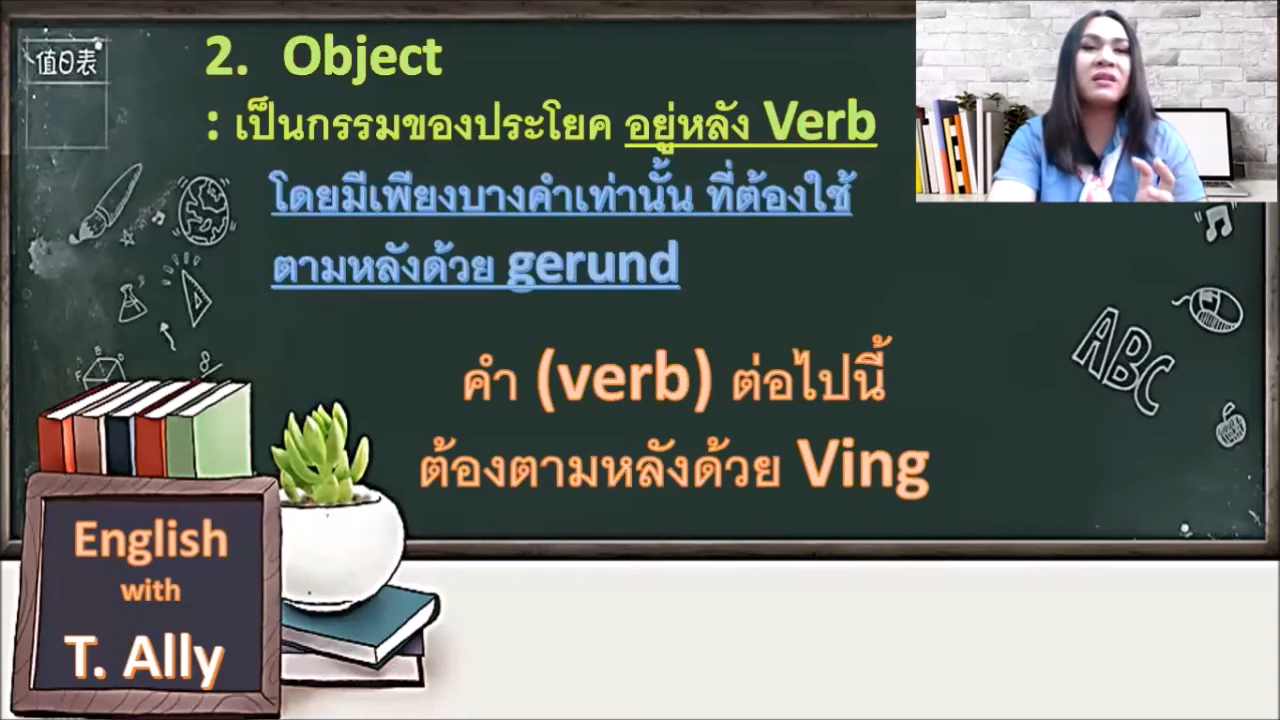 值日表
2. Object
: เป็นกรรมของประโยค อยู่หลัง Verb
โดยมีเพียงบางคำเท่านั้น ที่ต้องใช้
ตามหลังด้วย gerund
คำ (verb) ต่อไปนี้
ต้องตามหลังด้วย Ving
ABC
English
with
T. Ally